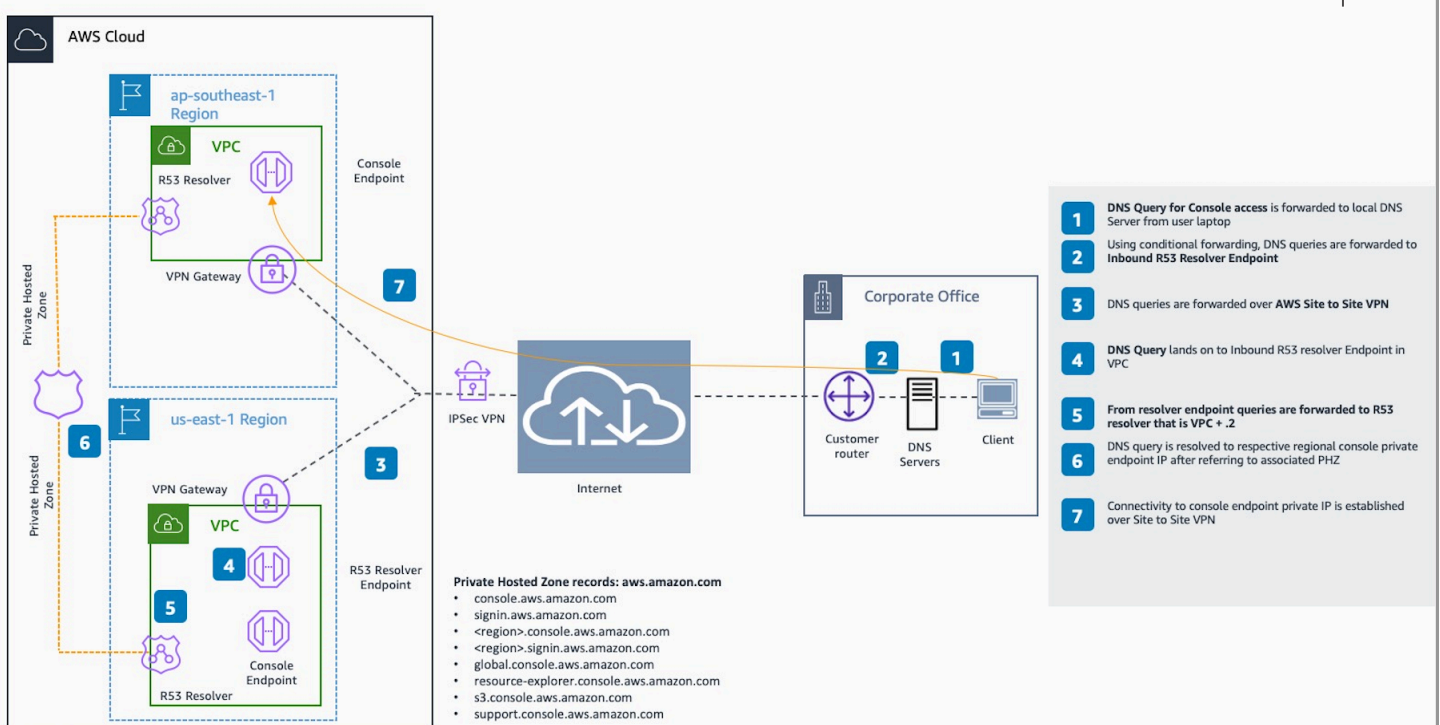 AWS Cloud
ap-southeast-1
Region
VPC
R53 Resolver
Console
Endpoint
VPN Gateway
7
Private Hosted
Zone
6
us-east-1 Region
VPN Gateway
3
VPC
4
R53 Resolver
Endpoint
5
Console
Endpoint
R53 Resolver
Private Hosted
Zone
IPSec VPN
Internet
Corporate Office
2
1
Customer
router
DNS
Servers
Client
1
DNS Query for Console access is forwarded to local DNS
Server from user laptop
2
Using conditional forwarding, DNS queries are forwarded to
Inbound R53 Resolver Endpoint
3
DNS queries are forwarded over AWS Site to Site VPN
4
DNS Query lands on to Inbound R53 resolver Endpoint in
VPC
5
From resolver endpoint queries are forwarded to R53
resolver that is VPC + .2
6
DNS query is resolved to respective regional console private
endpoint IP after referring to associated PHZ
7
Connectivity to console endpoint private IP is established
over Site to Site VPN
Private Hosted Zone records: aws.amazon.com
• console.aws.amazon.com
• signin.aws.amazon.com
• <region>.console.aws.amazon.com
• <region>.signin.aws.amazon.com
• global.console.aws.amazon.com
• resource-explorer.console.aws.amazon.com
• s3.console.aws.amazon.com
• support.console.aws.amazon.com